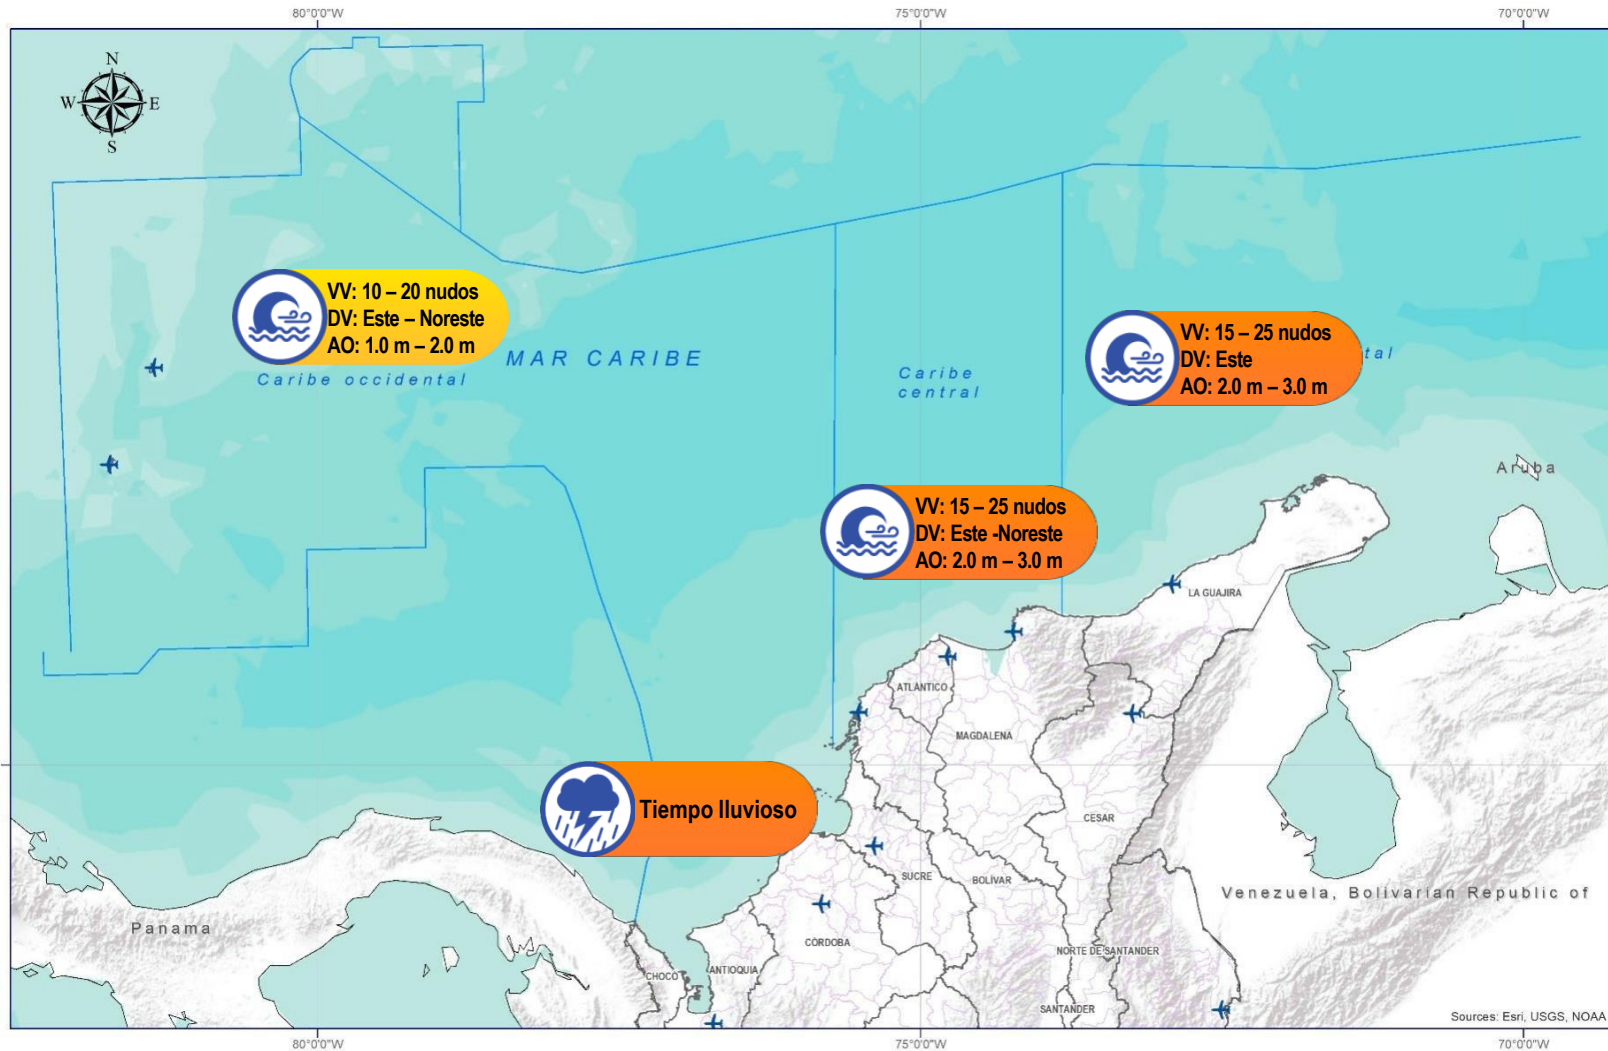 80°0'0"W
75°0'0"W
70°0'0"W
N
W
E
S
VV: 10 – 20 nudos
DV: Este – Noreste
AO: 1.0 m – 2.0 m
MAR CARIBE
Caribe occidental
Caribe
central
VV: 15 – 25 nudos
DV: Este
AO: 2.0 m – 3.0 m
tal
VV: 15 – 25 nudos
DV: Este -Noreste
AO: 2.0 m – 3.0 m
Aruba
LA GUAJIRA
ATLÁNTICO
MAGDALENA
CESAR
Tiempo lluvioso
SUCRE
BOLÍVAR
Venezuela, Bolivarian Republic of
Panama
CÓRDOBA
NORTE DE SANTANDER
CHOCÓ
ANTIOQUIA
SANTANDER
Sources: Esri, USGS, NOAA
80°0'0"W
75°0'0"W
70°0'0"W